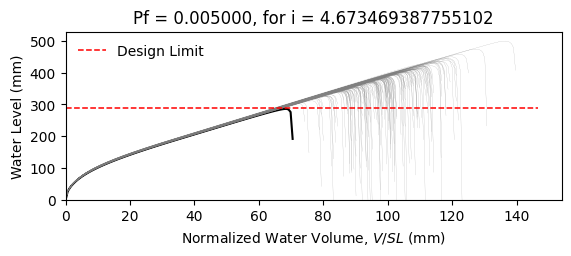 Pf = 0.005000, for i = 4.673469387755102
Water Level (mm)
500
400
300
200
100
0
Design Limit
0 20 40 60 80 100 120 140
Normalized Water Volume, V/SL (mm)